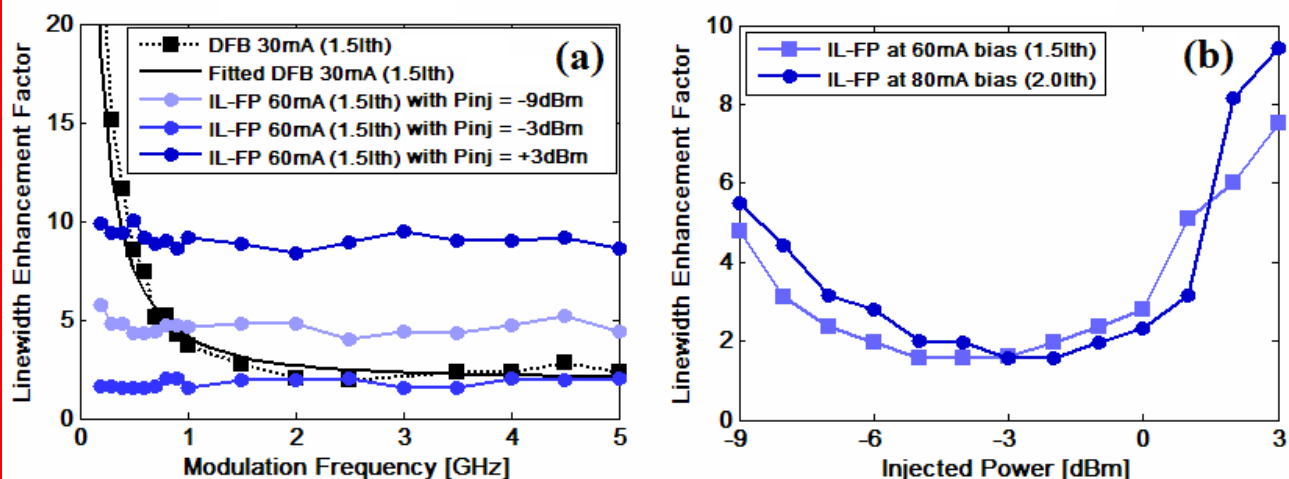 (a)
DFB 30mA (1.5Ith)
Fitted DFB 30mA (1.5Ith)
IL-FP 60mA (1.5Ith) with Pinj = -9dBm
IL-FP 60mA (1.5Ith) with Pinj = -3dBm
IL-FP 60mA (1.5Ith) with Pinj = +3dBm
Linewidth Enhancement Factor
20
15
10
5
0
0 1 2 3 4 5
Modulation Frequency [GHz]
(b)
IL-FP at 60mA bias (1.5Ith)
IL-FP at 80mA bias (2.0Ith)
Linewidth Enhancement Factor
10
8
6
4
2
0
-9 -6 -3 0 3
Injected Power [dBm]